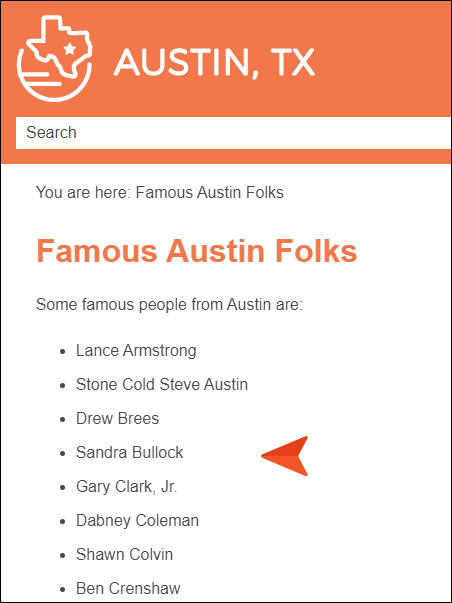 AUSTIN, TX
Search
You are here: Famous Austin Folks
Famous Austin Folks
Some famous people from Austin are:
• Lance Armstrong
• Stone Cold Steve Austin
• Drew Brees
• Sandra Bullock
• Gary Clark, Jr.
• Dabney Coleman
• Shawn Colvin
• Ben Crenshaw